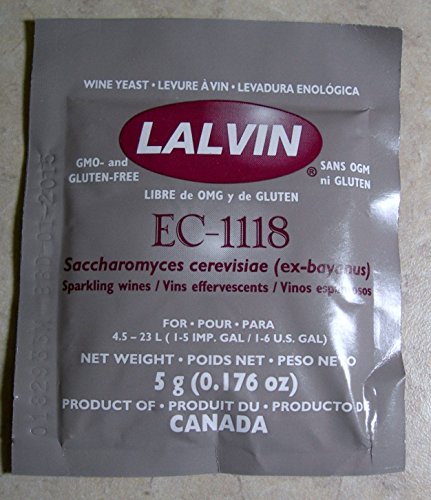 WINE YEAST • LEVURE À VIN • LEVADURA ENOLÓGICA
LALVIN®
GMO- and
GLUTEN-FREE
SANS OGM
ni GLUTEN
LIBRE de OMG y de GLUTEN
EC-1118
Saccharomyces cerevisiae (ex-bayanus)
Sparkling wines / Vins effervescents / Vinos espumosos
FOR • POUR • PARA
4.5 – 23 L ( 1-5 IMP. GAL / 1-6 U.S. GAL)
NET WEIGHT • POIDS NET • PESO NETO
5 g (0.176 oz)
PRODUCT OF • PRODUIT DU • PRODUCTO DE
CANADA
01-2015